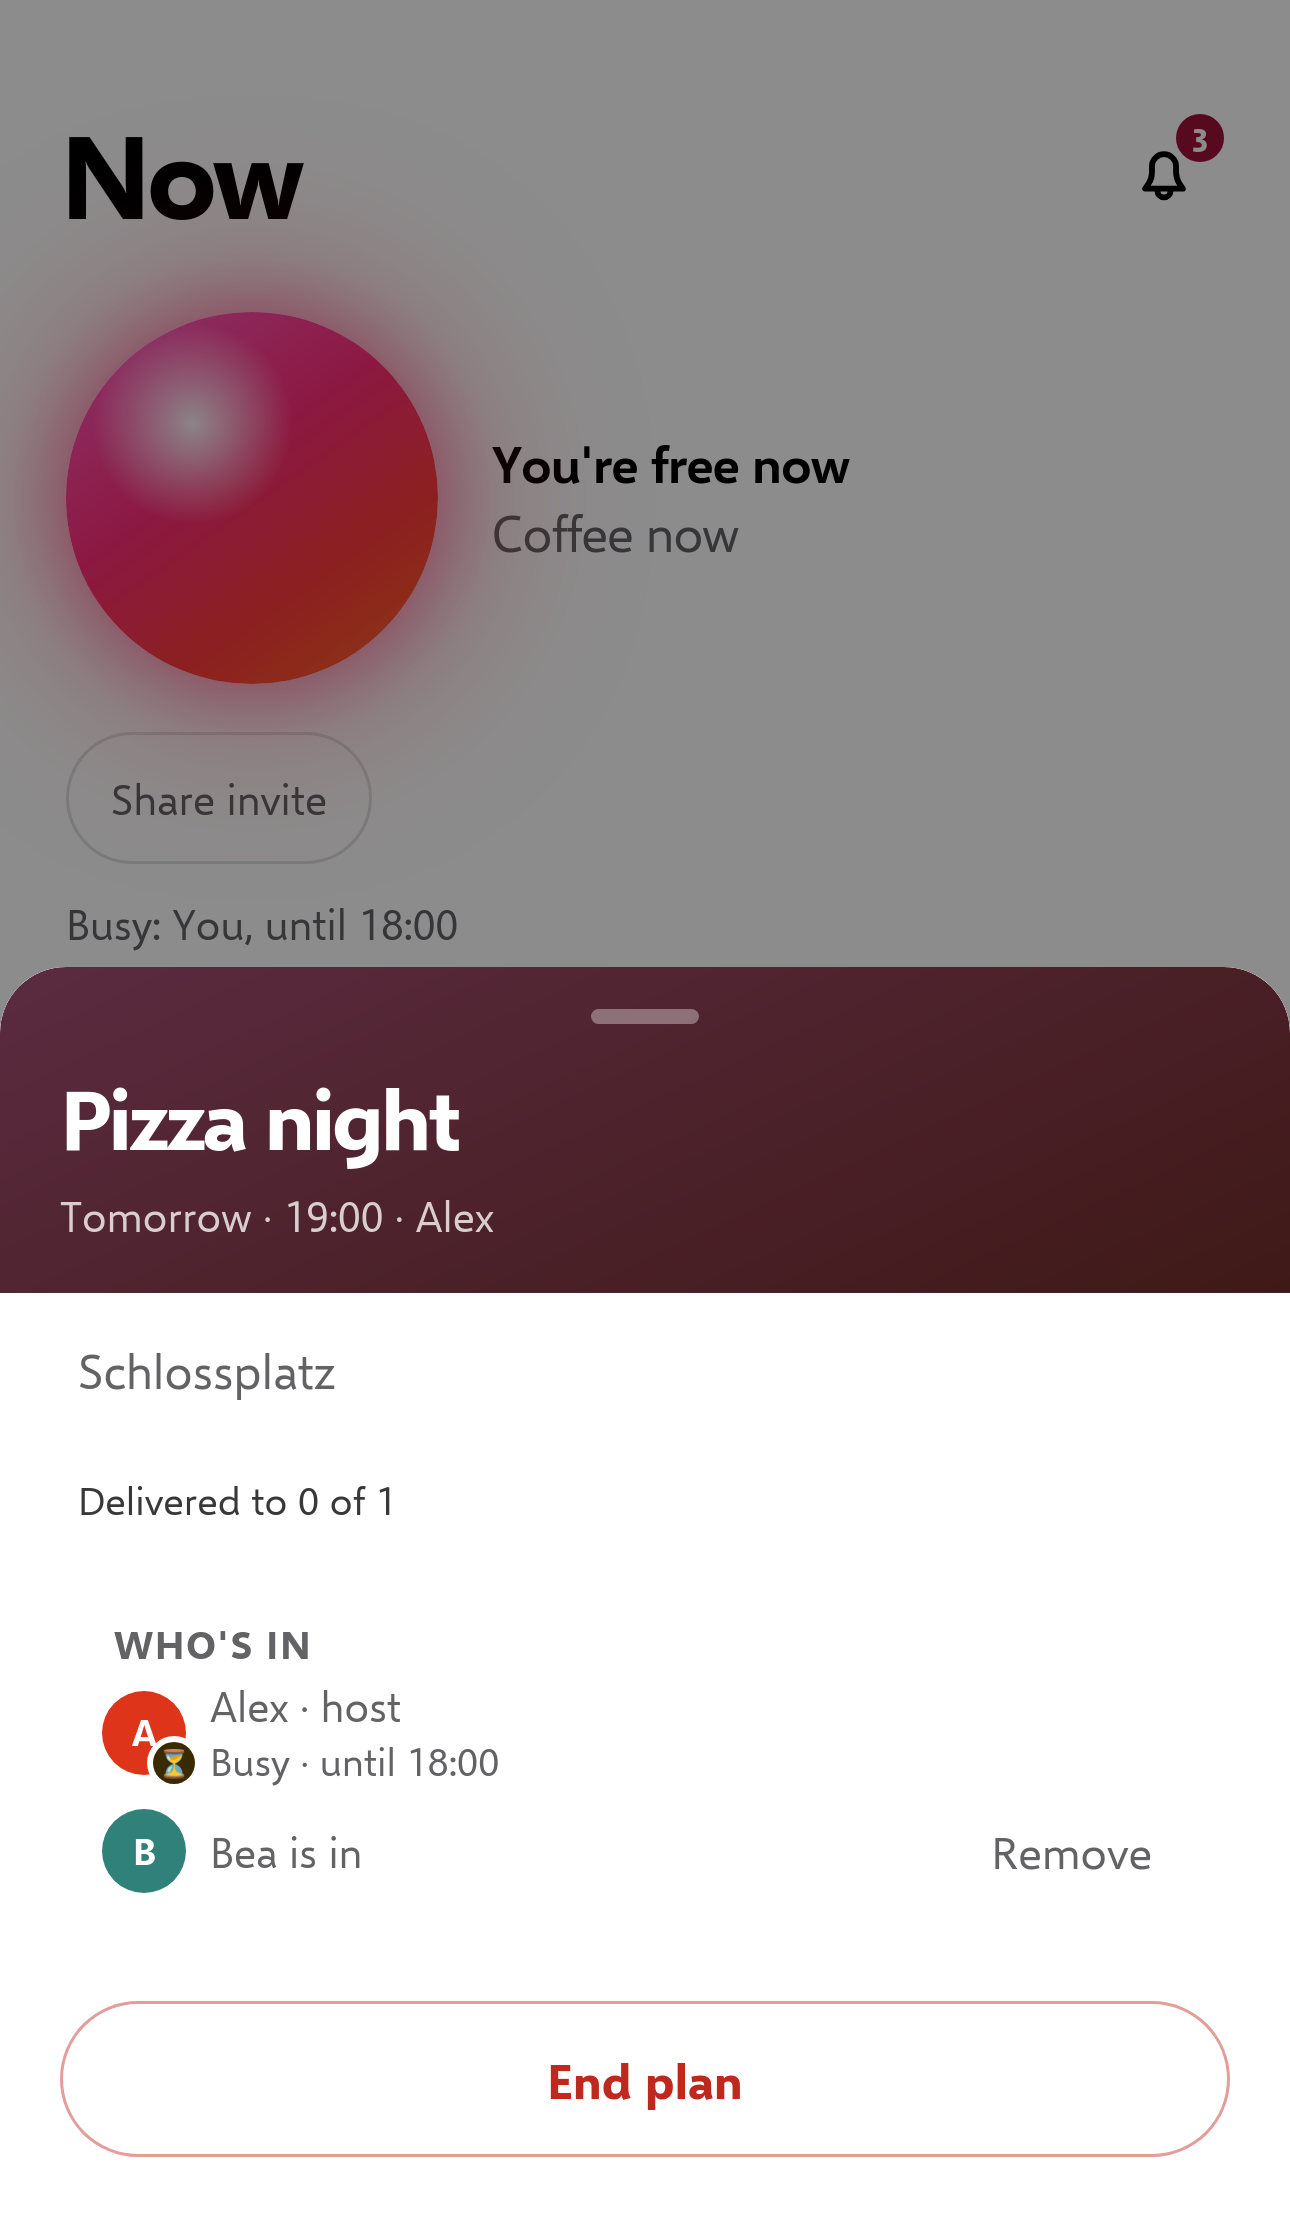 Now
3
You're free now
Coffee now
Share invite
Busy: You, until 18:00
Pizza night
Tomorrow · 19:00 · Alex
Schlossplatz
Delivered to 0 of 1
WHO'S IN
A
Alex · host
Busy · until 18:00
B
Bea is in
Remove
End plan